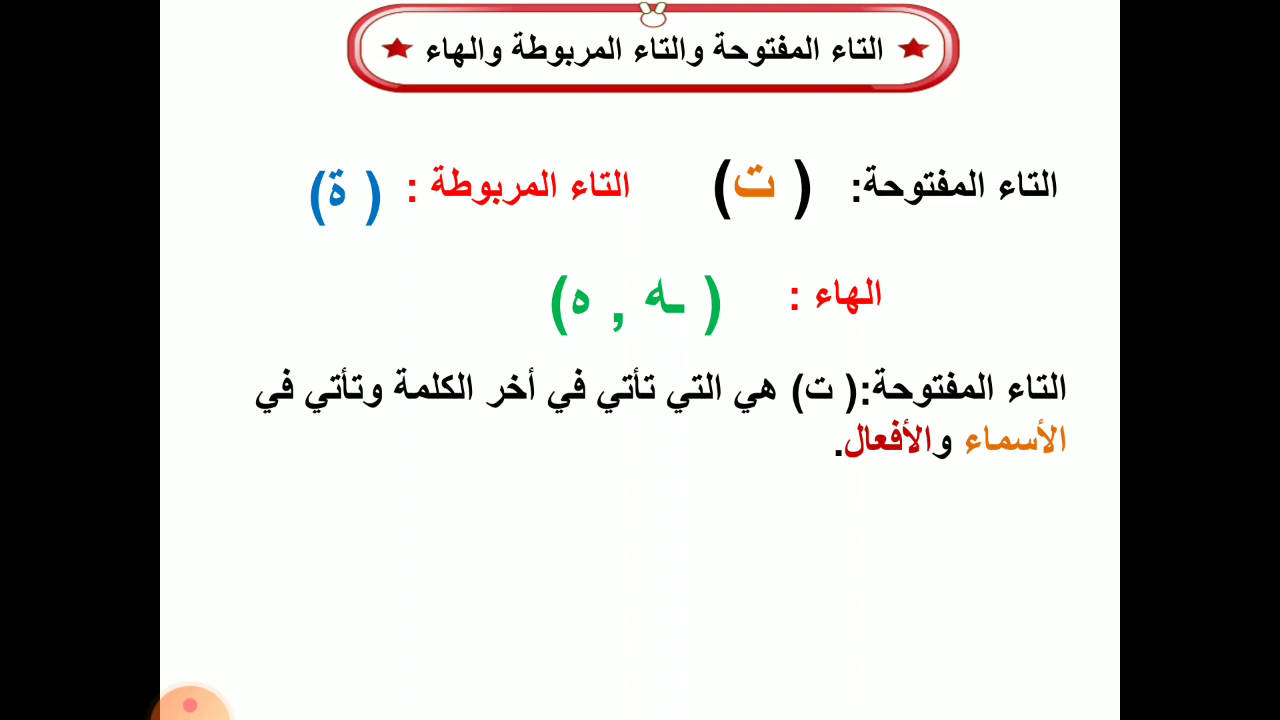 التاء المفتوحة والتاء المربوطة والهاء
التاء المفتوحة: ( ت) التاء المربوطة : ( ة)
الهاء : ( ـه , ه)
التاء المفتوحة:( ت) هي التي تأتي في أخر الكلمة وتأتي في
الأسماء والأفعال.